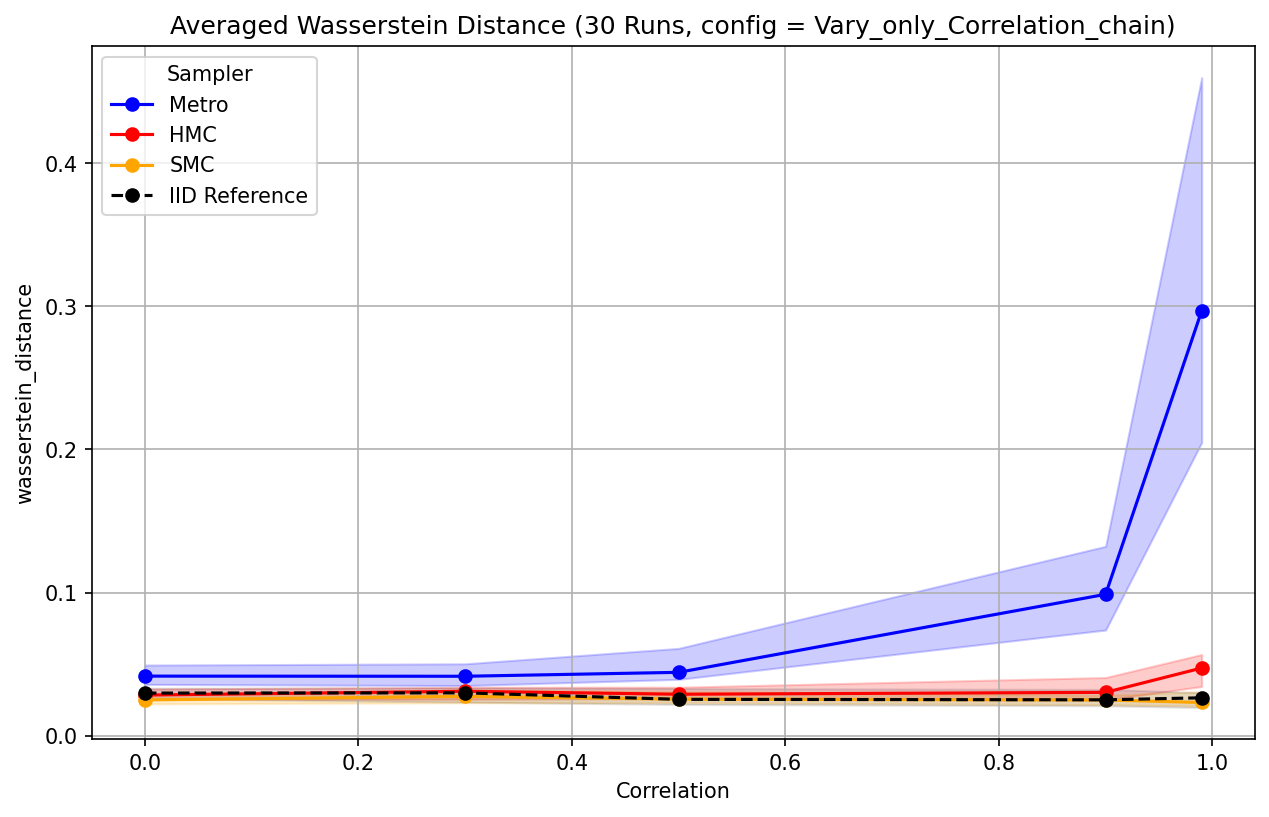 Averaged Wasserstein Distance (30 Runs, config = Vary_only_Correlation_chain)
Sampler
Metro
HMC
SMC
IID Reference
wasserstein_distance
0.4
0.3
0.2
0.1
0.0
0.0 0.2 0.4 0.6 0.8 1.0
Correlation